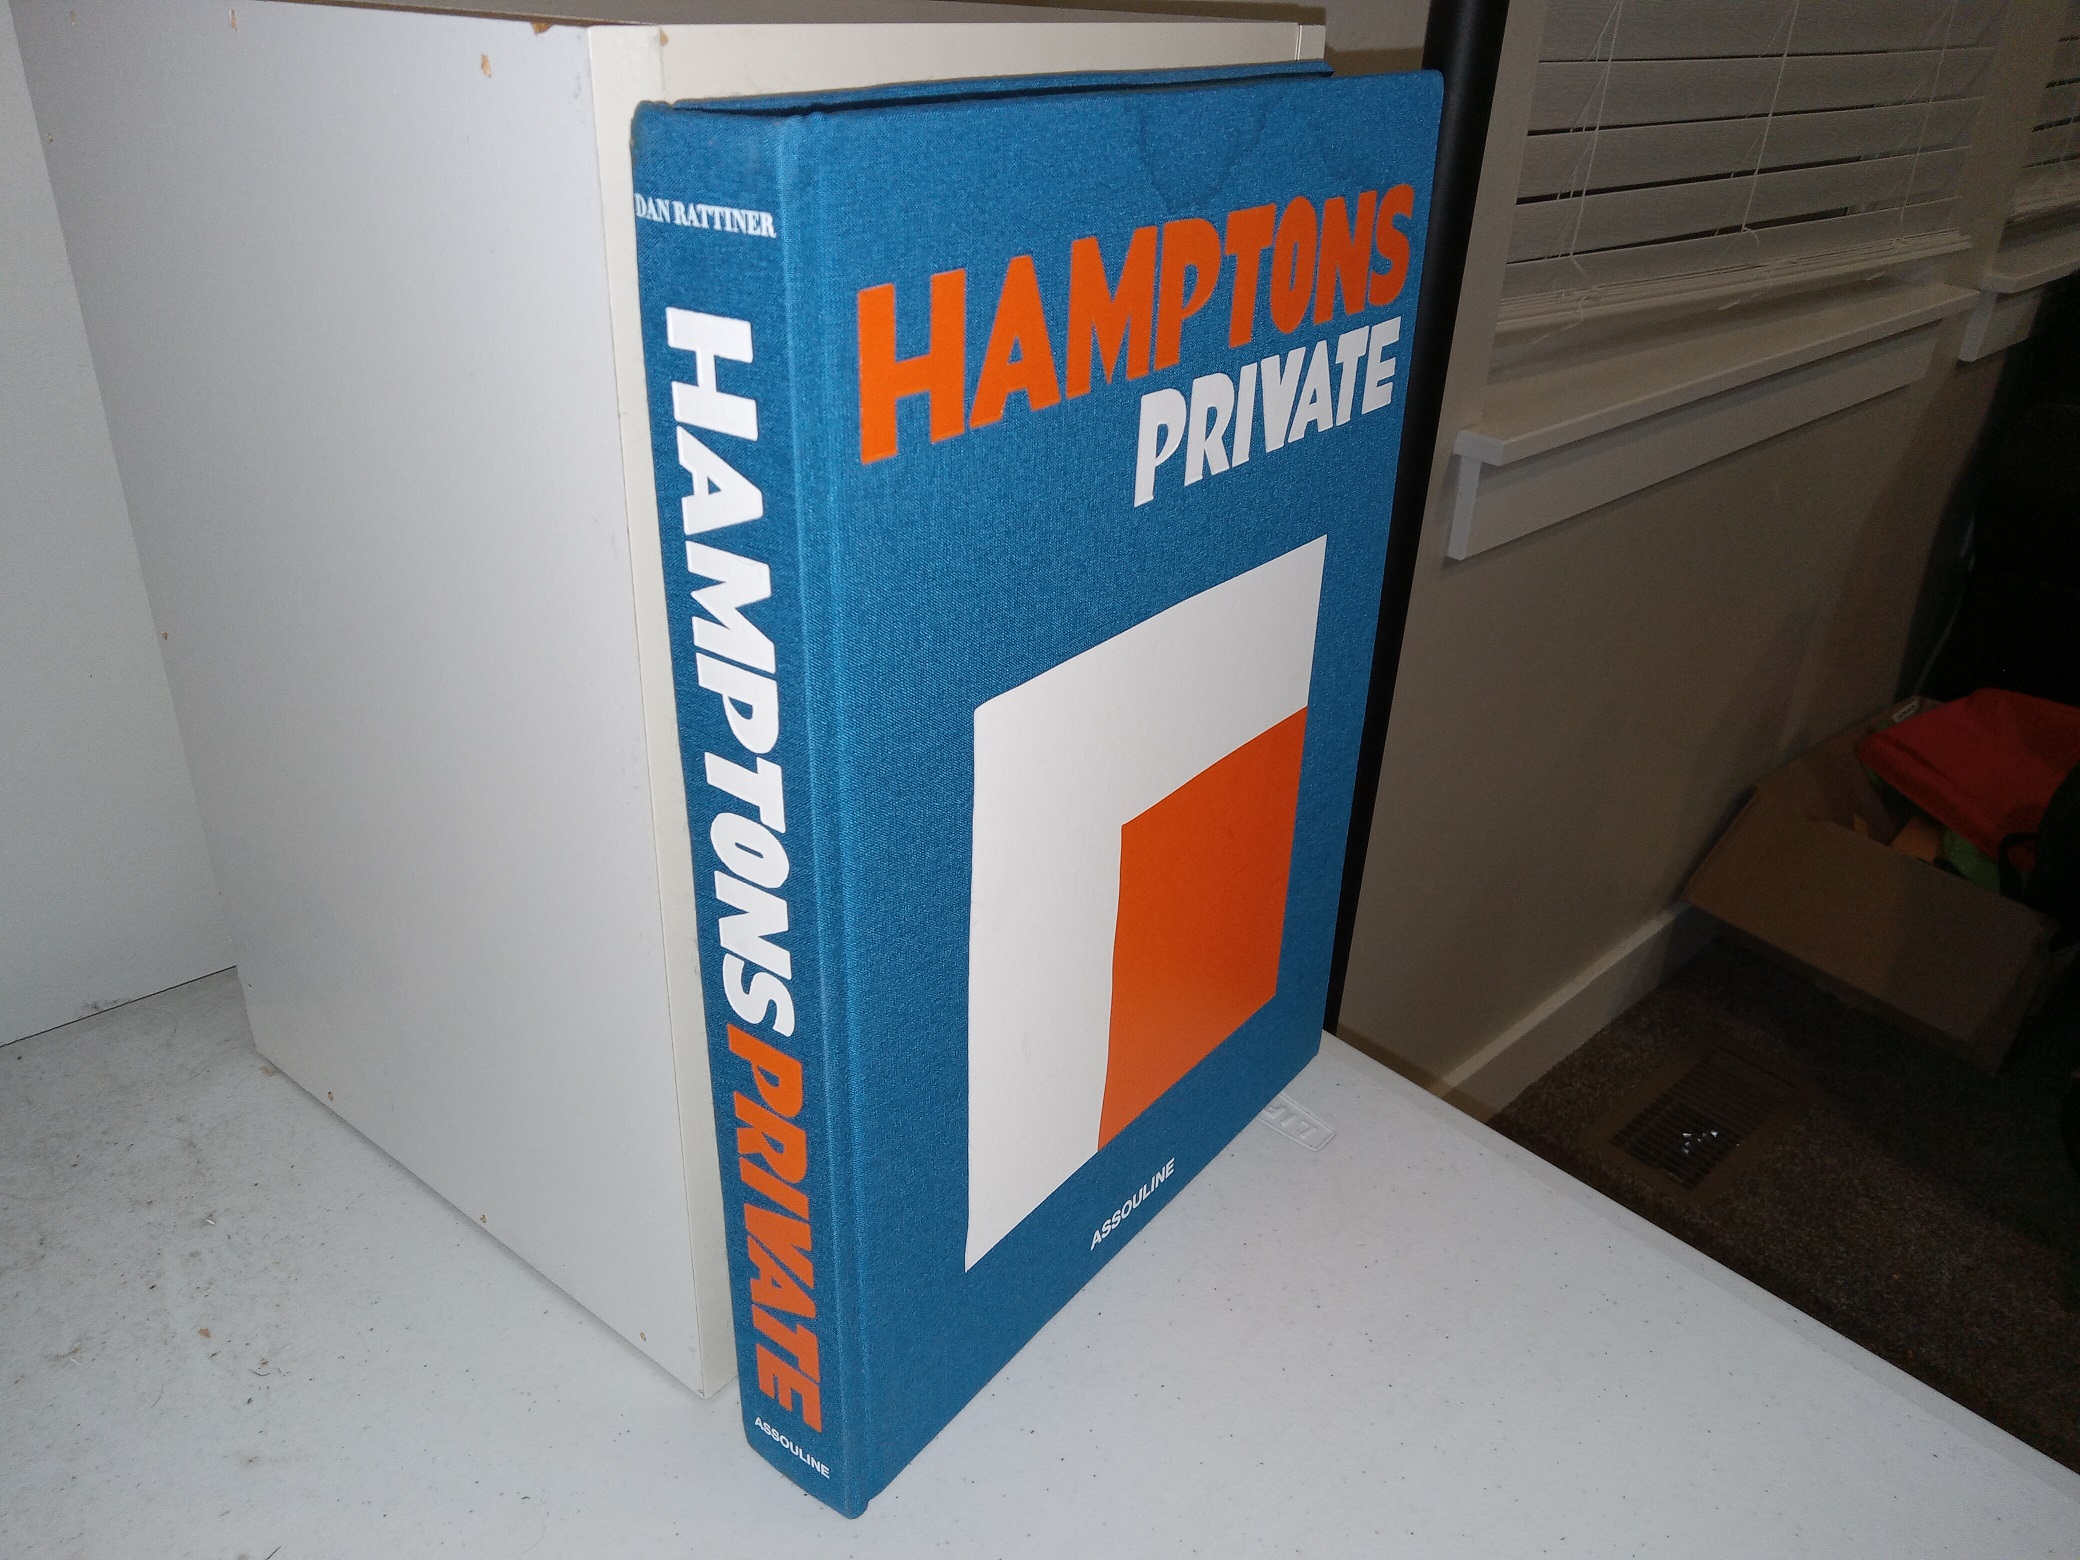 DAN RATTINER
HAMPTONS PRIVATE
ASSOULINE
HAMPTONS
PRIVATE
ASSOULINE